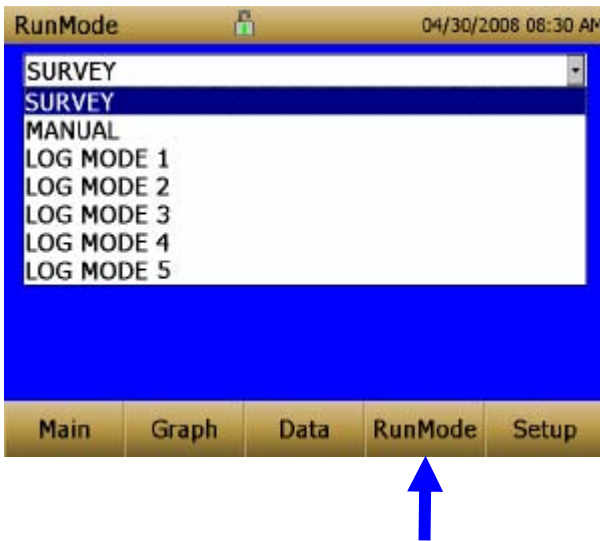 RunMode 04/30/2008 08:30 AM
SURVEY
SURVEY
MANUAL
LOG MODE 1
LOG MODE 2
LOG MODE 3
LOG MODE 4
LOG MODE 5
Main Graph Data RunMode Setup